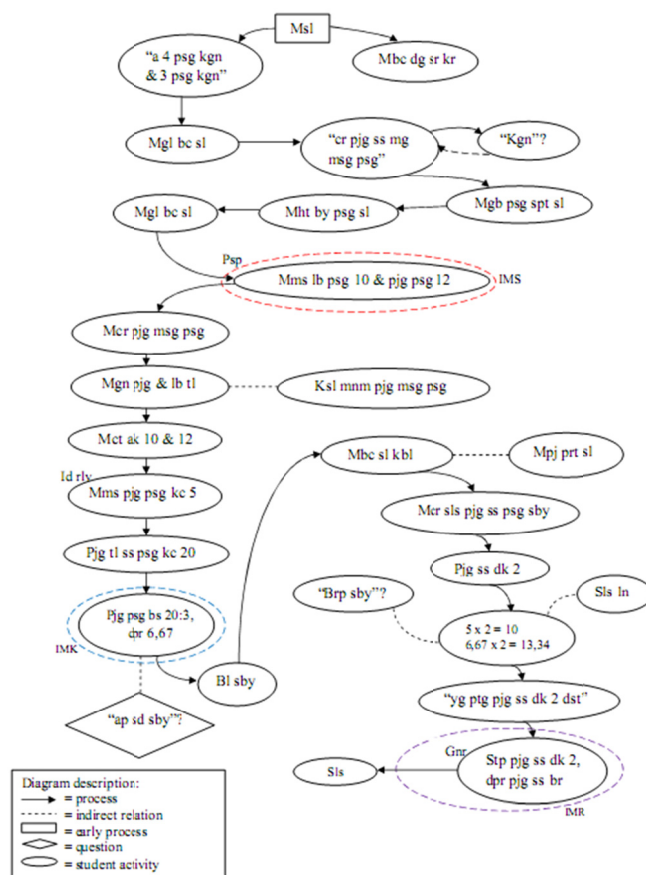 Msl
“a 4 psg kgn
& 3 psg kgn”
Mbc dg sr kr
Mgl bc sl
“cr pjg ss mg
msg psg”
“Kgn”?
Mgl bc sl
Mht by psg sl
Mgb psg spt sl
Psp
Mms lb psg 10 & pjg psg 12
IMS
Mcr pjg msg psg
Mgn pjg & lb tl
Ksl mnm pjg msg psg
Mct ak 10 & 12
Id rlv
Mms pjg psg kc 5
Pjg tl ss psg kc 20
Pjg psg bs 20:3,
dpr 6,67
IMK
Bl sby
“ap sd sby”?
Mbc sl kbl
Mpj prt sl
Mcr sls pjg ss psg sby
Pjg ss dk 2
“Brp sby”?
Sls ln
5 x 2 = 10
6,67 x 2 = 13,34
“yg ptg pjg ss dk 2 dst”
Gnr
Stp pjg ss dk 2,
dpr pjg ss br
IMR
Sls
Diagram description:
= process
= indirect relation
= early process
= question
= student activity